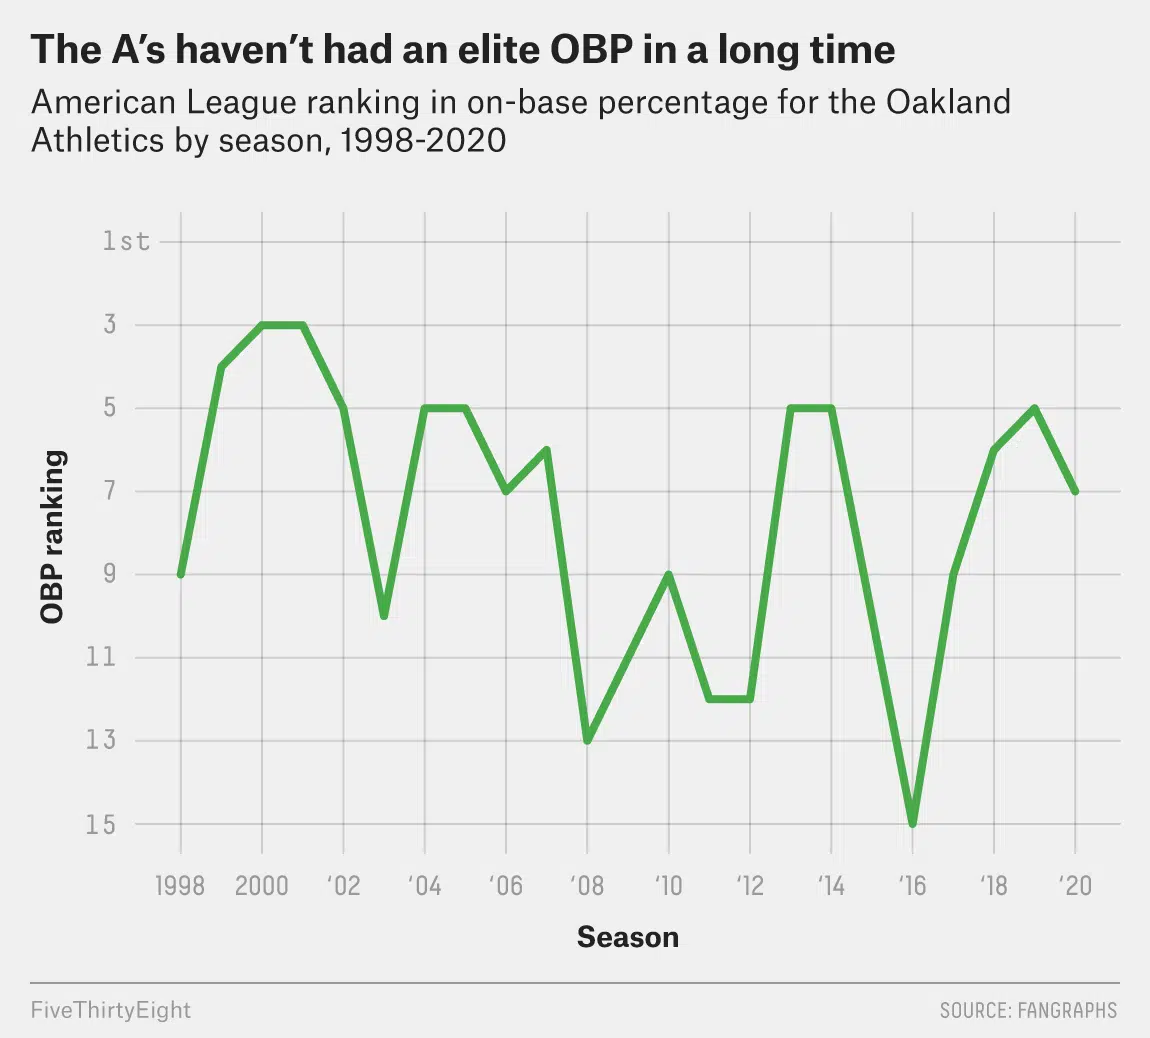 The A’s haven’t had an elite OBP in a long time
American League ranking in on-base percentage for the Oakland
Athletics by season, 1998-2020
1st
3
5
7
9
11
13
15
OBP ranking
1998 2000 ‘02 ‘04 ‘06 ‘08 ‘10 ‘12 ‘14 ‘16 ‘18 ‘20
Season
FiveThirtyEight
SOURCE: FANGRAPHS